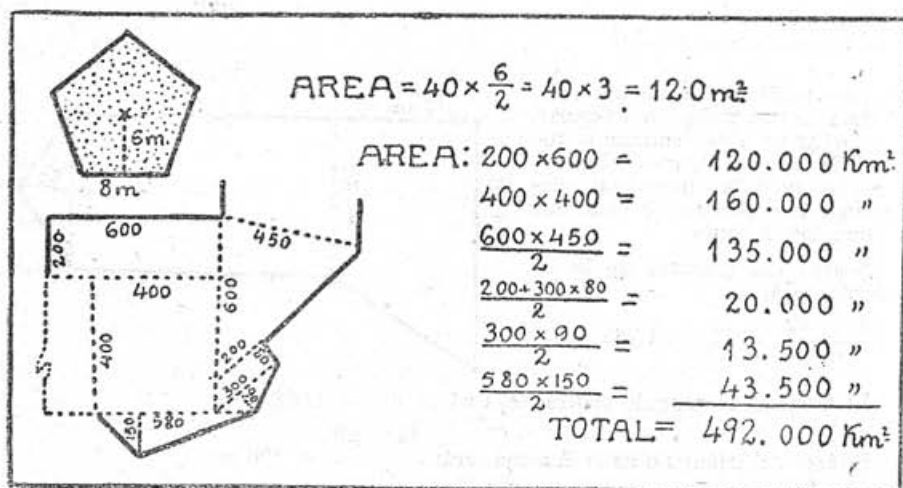 AREA = 40 × 6/2 = 40 × 3 = 120 m²
6m.
8m
AREA: 200 × 600 = 120.000 Km²
400 × 400 = 160.000 "
600 × 450 / 2 = 135.000 "
200 + 300 × 80 / 2 = 20.000 "
300 × 90 / 2 = 13.500 "
580 × 150 / 2 = 43.500 "
TOTAL = 492.000 Km²
600
450
200
400
600
400
200
300
150
580